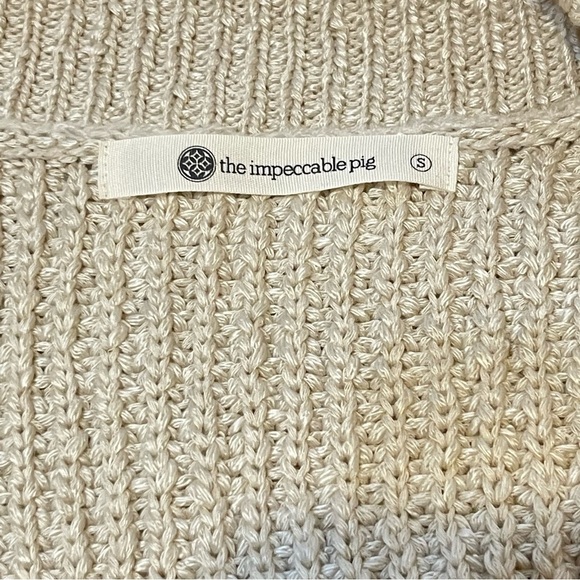 the impeccable pig S